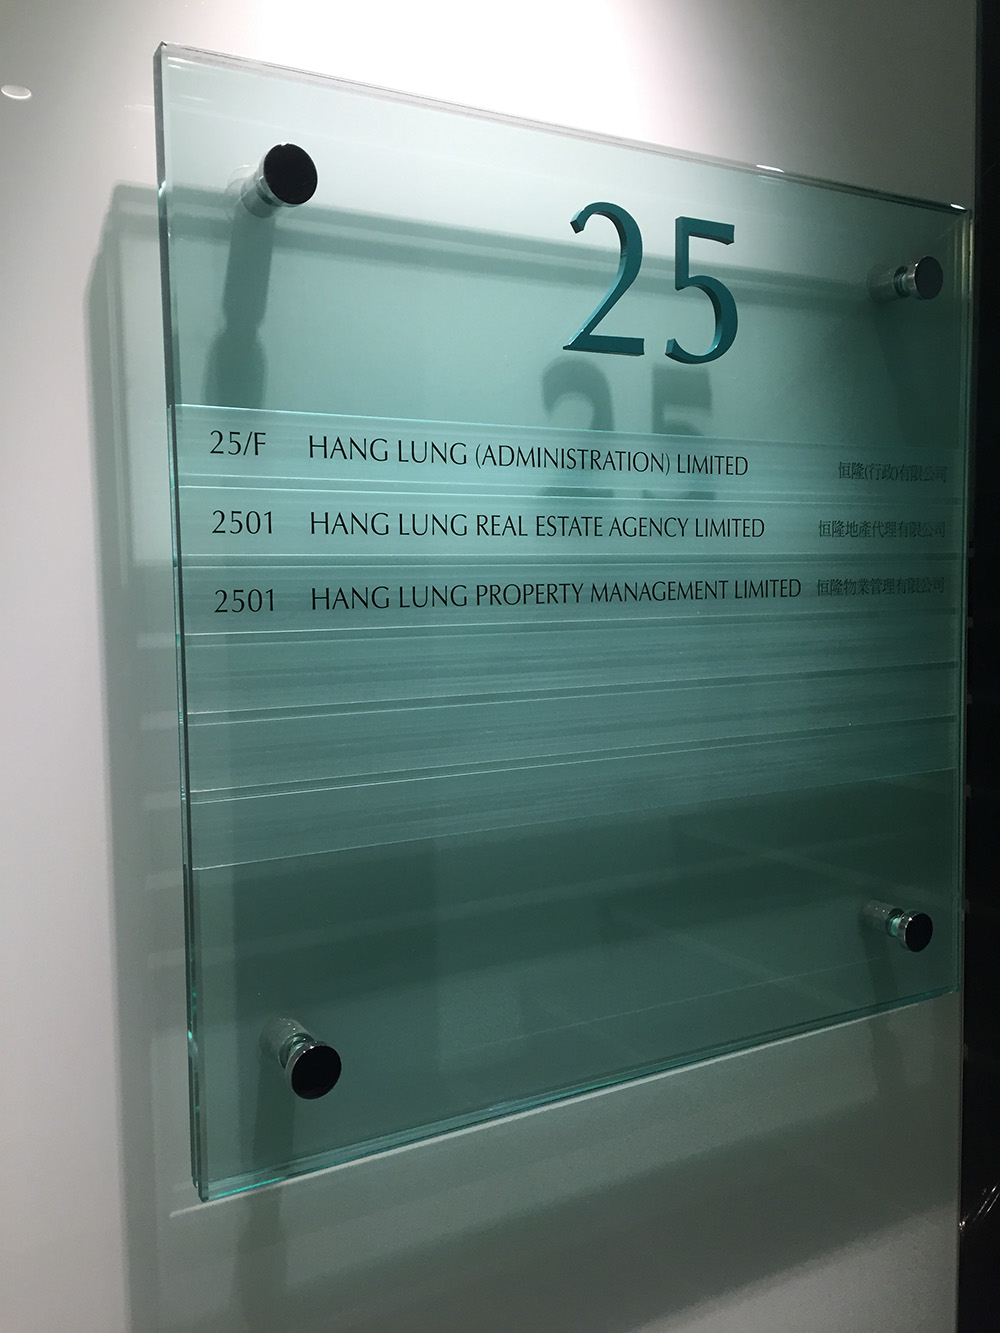 25
25/F HANG LUNG (ADMINISTRATION) LIMITED 恒隆(行政)有限公司
2501 HANG LUNG REAL ESTATE AGENCY LIMITED 恒隆地產代理有限公司
2501 HANG LUNG PROPERTY MANAGEMENT LIMITED 恒隆物業管理有限公司